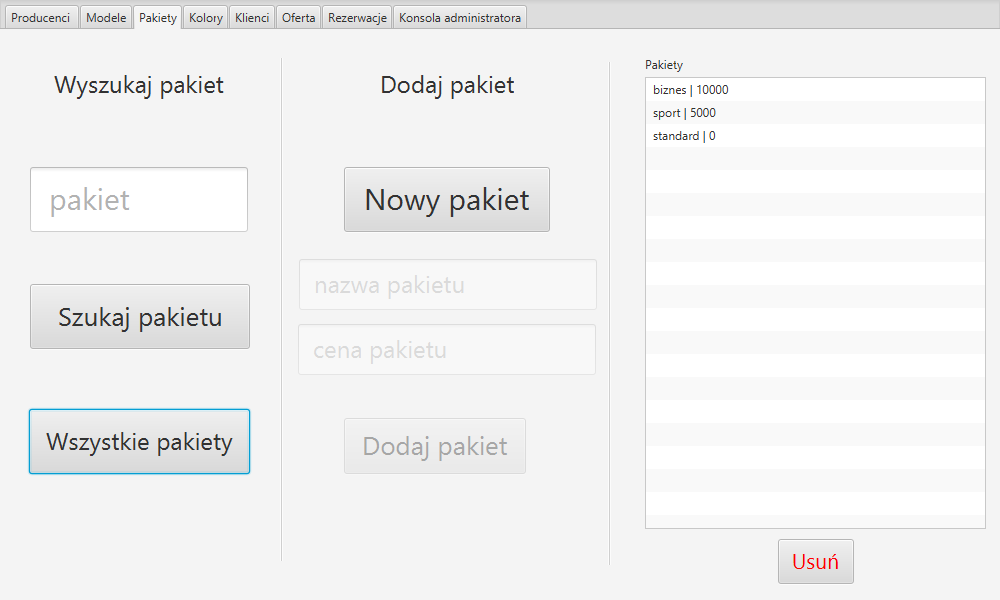 Producenci Modele Pakiety Kolory Klienci Oferta Rezerwacje Konsola administratora
Wyszukaj pakiet
pakiet
Szukaj pakietu
Wszystkie pakiety
Dodaj pakiet
Nowy pakiet
nazwa pakietu
cena pakietu
Dodaj pakiet
Pakiety
biznes | 10000
sport | 5000
standard | 0
Usuń